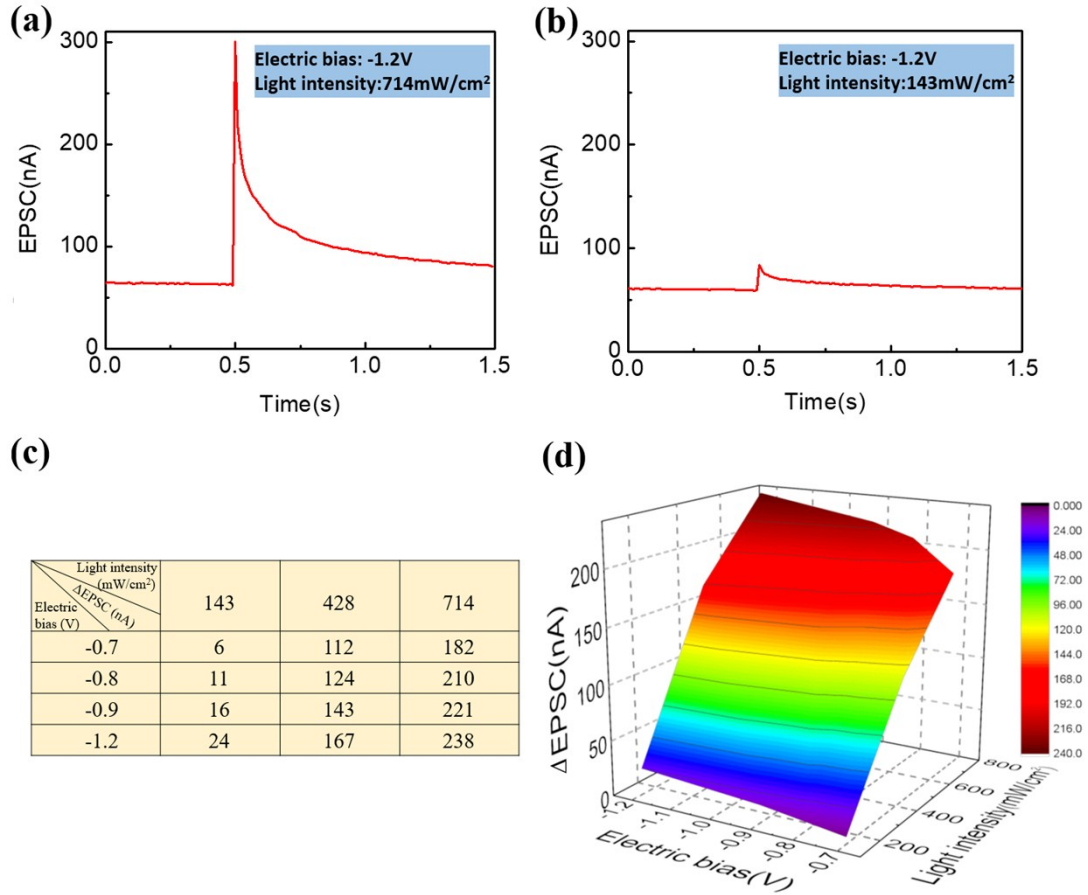 (a)
300
200
100
0
EPSC(nA)
Electric bias: -1.2V
Light intensity:714mW/cm²
0.0
0.5
1.0
1.5
Time(s)
(b)
300
200
100
0
EPSC(nA)
Electric bias: -1.2V
Light intensity:143mW/cm²
0.0
0.5
1.0
1.5
Time(s)
(c)
Light intensity
(mW/cm²)
ΔEPSC (nA)
Electric
bias (V)
143 428 714
-0.7 6 112 182
-0.8 11 124 210
-0.9 16 143 221
-1.2 24 167 238
(d)
200
150
100
50
0
ΔEPSC(nA)
-1.2
-1.1
-1.0
-0.9
-0.8
-0.7
Electric bias(V)
200
400
600
800
Light intensity(mW/cm²)
0.000
24.00
48.00
72.00
96.00
120.0
144.0
168.0
192.0
216.0
240.0